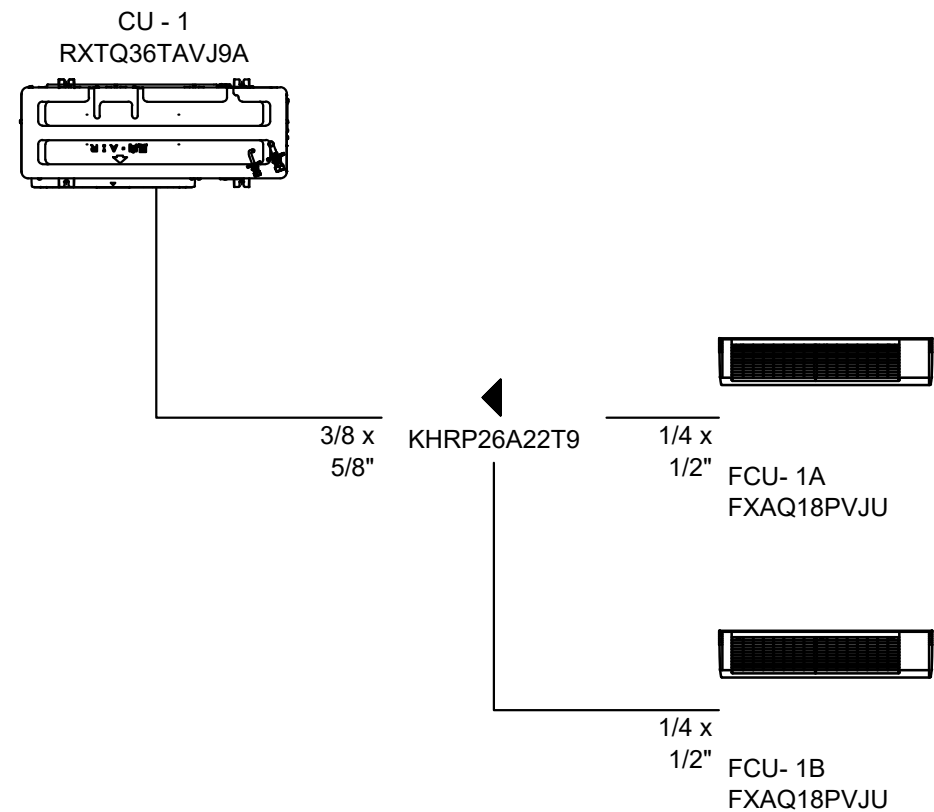 CU - 1
RXTQ36TAVJ9A
3/8 x
5/8"
KHRP26A22T9
1/4 x
1/2"
FCU- 1A
FXAQ18PVJU
1/4 x
1/2"
FCU- 1B
FXAQ18PVJU